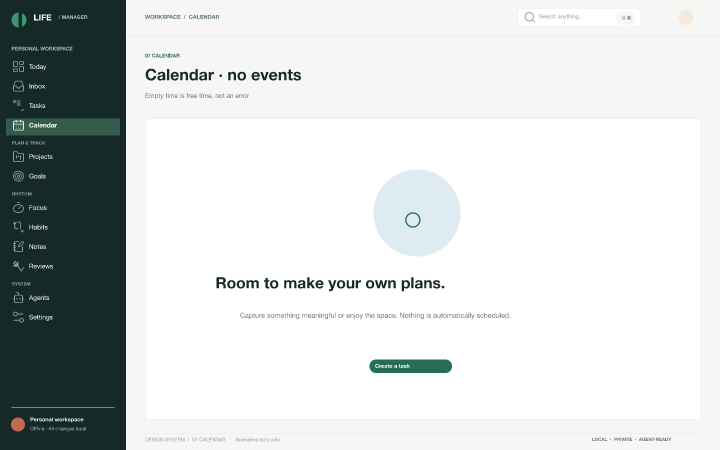 LIFE / MANAGER
PERSONAL WORKSPACE
Today
Inbox
Tasks
Calendar
PLAN & TRACK
Projects
Goals
RHYTHM
Focus
Habits
Notes
Reviews
SYSTEM
Agents
Settings
Personal workspace
Offline · All changes local
WORKSPACE / CALENDAR
Search anything...
⌘ K
07 CALENDAR
Calendar · no events
Empty time is free time, not an error
Room to make your own plans.
Capture something meaningful or enjoy the space. Nothing is automatically scheduled.
Create a task
DESIGN SYSTEM / 07 CALENDAR · Illustrative data only
LOCAL · PRIVATE · AGENT-READY